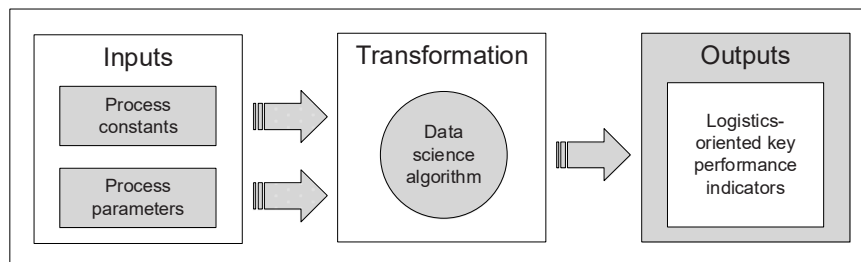 Inputs
Process
constants
Process
parameters
Transformation
Data
science
algorithm
Outputs
Logistics-
oriented key
performance
indicators